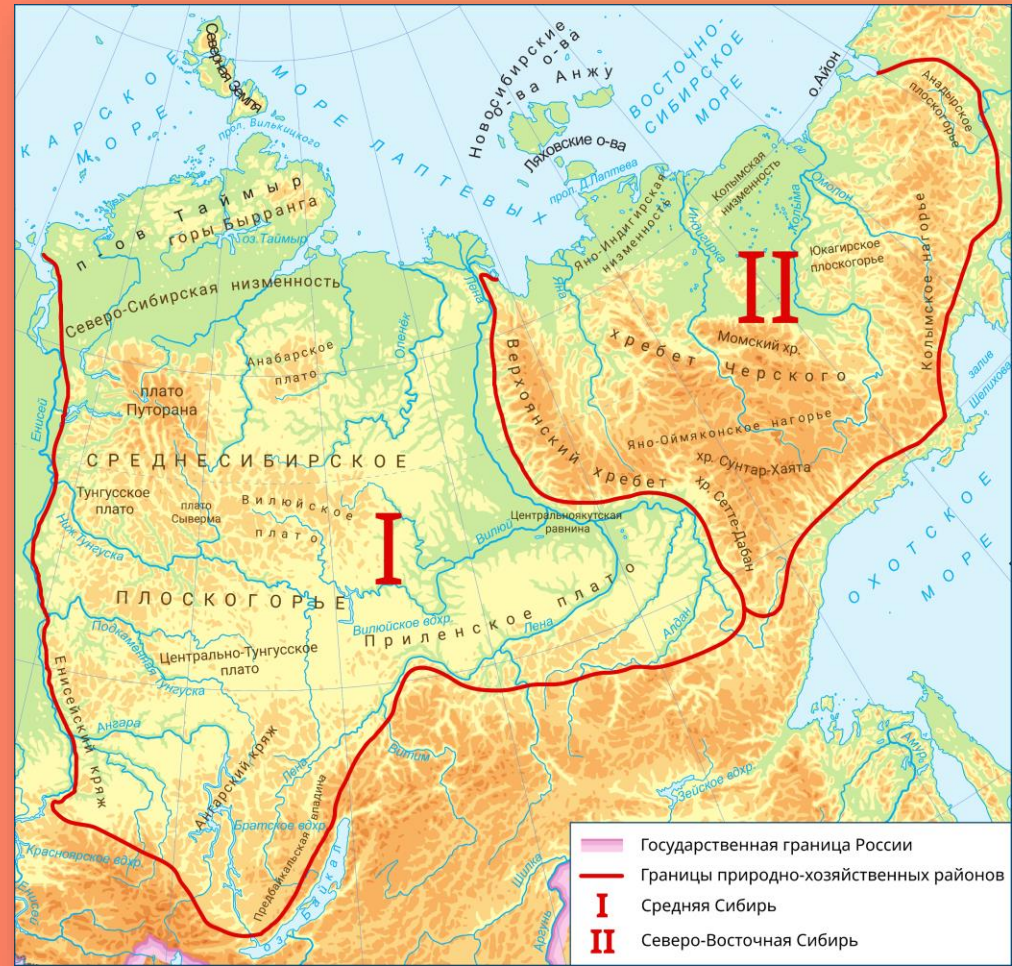 Северная Земля
КАРСКОЕ
МОРЕ
прол. Вилькицкого
МОРЕ ЛАПТЕВЫХ
Новосибирские
о-ва
о-ва Анжу
Ляховские о-ва
прол. Д.Лаптева
ВОСТОЧНО-
СИБИРСКОЕ
МОРЕ
о.Айон
Анадырское
плоскогорье
п-ов Таймыр
горы Бырранга
оз.Таймыр
Северо-Сибирская низменность
Анабарское
плато
Оленёк
Лена
Яно-Индигирская
низменность
Яна
Индигирка
Колымская
низменность
Колыма
Омолон
Юкагирское
плоскогорье
Колымское нагорье
II
Момский хр.
хребет Черского
Верхоянский хребет
Яно-Оймяконское нагорье
хр. Сунтар-Хаята
хр. Сетте-Дабан
залив
Шелихова
ОХОТСКОЕ
МОРЕ
Енисей
плато
Путорана
СРЕДНЕСИБИРСКОЕ
Тунгусское
плато
плато
Сыверма
Вилюйское
плато
I
Вилюй
Центральноякутская
равнина
Ниж.Тунгуска
ПЛОСКОГОРЬЕ
Вилюйское вдхр.
Приленское плато
Лена
Алдан
Подкаменная Тунгуска
Центрально-Тунгусское
плато
Енисейский кряж
Ангара
Ангарский кряж
Лена
Витим
Братское вдхр.
Предбайкальская впадина
Красноярское вдхр.
Енисей
оз. Байкал
Шилка
Аргунь
Зейское вдхр.
Амур
Государственная граница России
Границы природно-хозяйственных районов
I Средняя Сибирь
II Северо-Восточная Сибирь